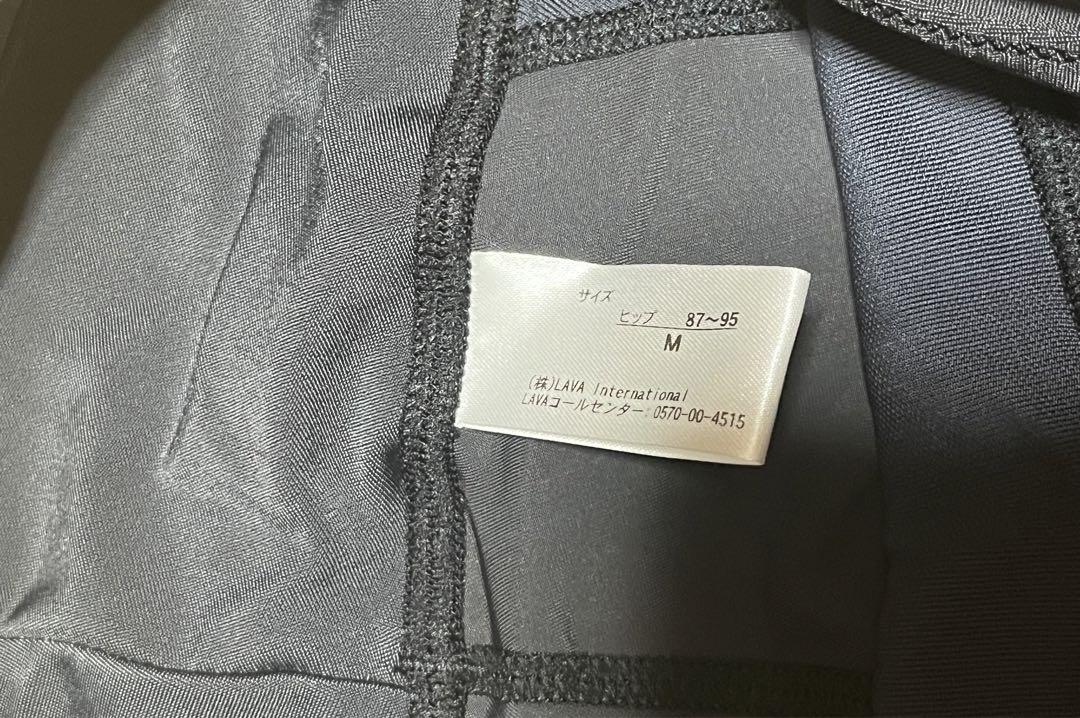 サイズ
ヒップ 87～95
M
(株)LAVA International
LAVAコールセンター:0570-00-4515